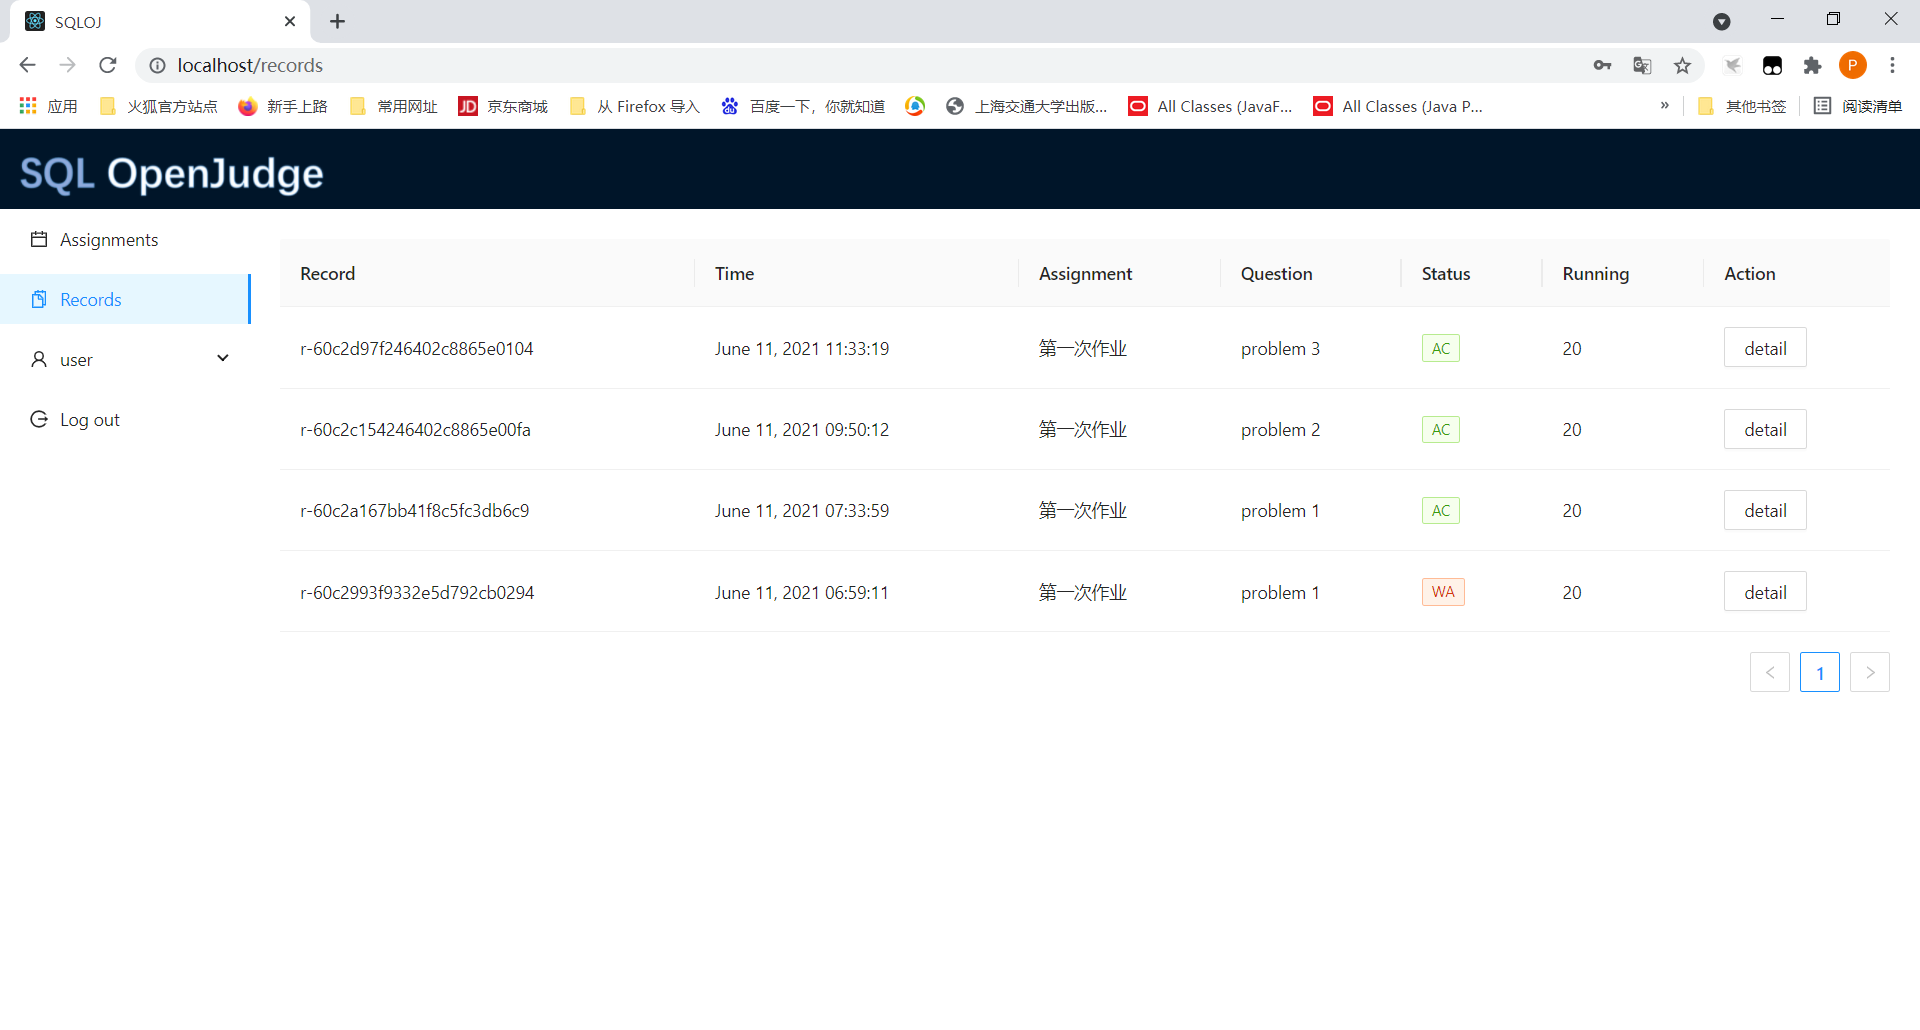 SQLOJ
localhost/records
P
应用 火狐官方站点 新手上路 常用网址 JD 京东商城 从 Firefox 导入 百度一下，你就知道 上海交通大学出版... All Classes (JavaF... All Classes (Java P... » 其他书签 阅读清单
SQL OpenJudge
Assignments
Records
user
Log out
Record Time Assignment Question Status Running Action
r-60c2d97f246402c8865e0104 June 11, 2021 11:33:19 第一次作业 problem 3 AC 20 detail
r-60c2c154246402c8865e00fa June 11, 2021 09:50:12 第一次作业 problem 2 AC 20 detail
r-60c2a167bb41f8c5fc3db6c9 June 11, 2021 07:33:59 第一次作业 problem 1 AC 20 detail
r-60c2993f9332e5d792cb0294 June 11, 2021 06:59:11 第一次作业 problem 1 WA 20 detail
< 1 >